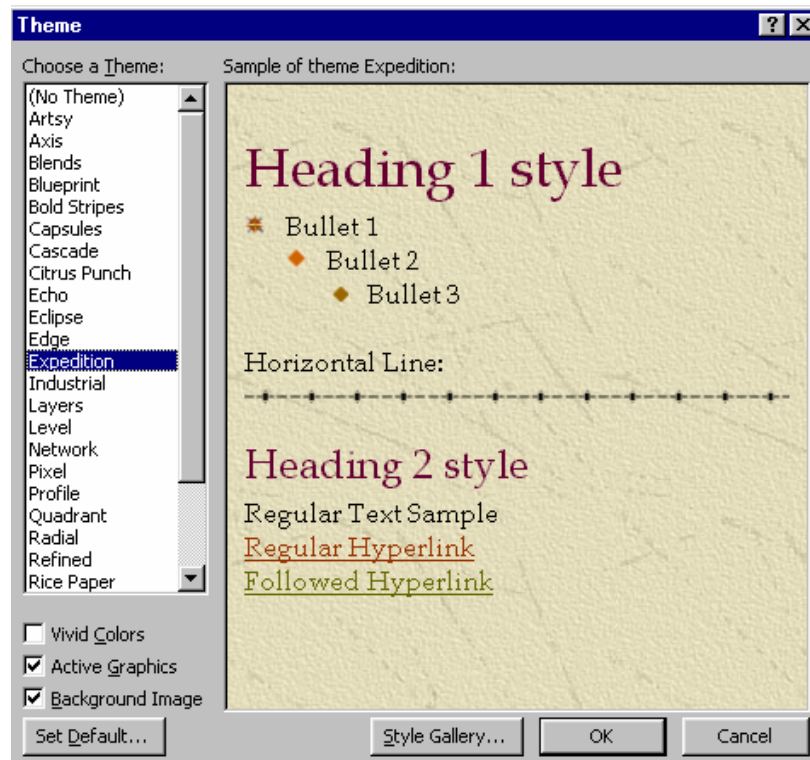 Theme
Choose a Theme:
Sample of theme Expedition:
(No Theme)
Artsy
Axis
Blends
Blueprint
Bold Stripes
Capsules
Cascade
Citrus Punch
Echo
Eclipse
Edge
Expedition
Industrial
Layers
Level
Network
Pixel
Profile
Quadrant
Radial
Refined
Rice Paper
Heading 1 style
Bullet 1
Bullet 2
Bullet 3
Horizontal Line:
Heading 2 style
Regular Text Sample
Regular Hyperlink
Followed Hyperlink
Vivid Colors
Active Graphics
Background Image
Set Default...
Style Gallery...
OK
Cancel